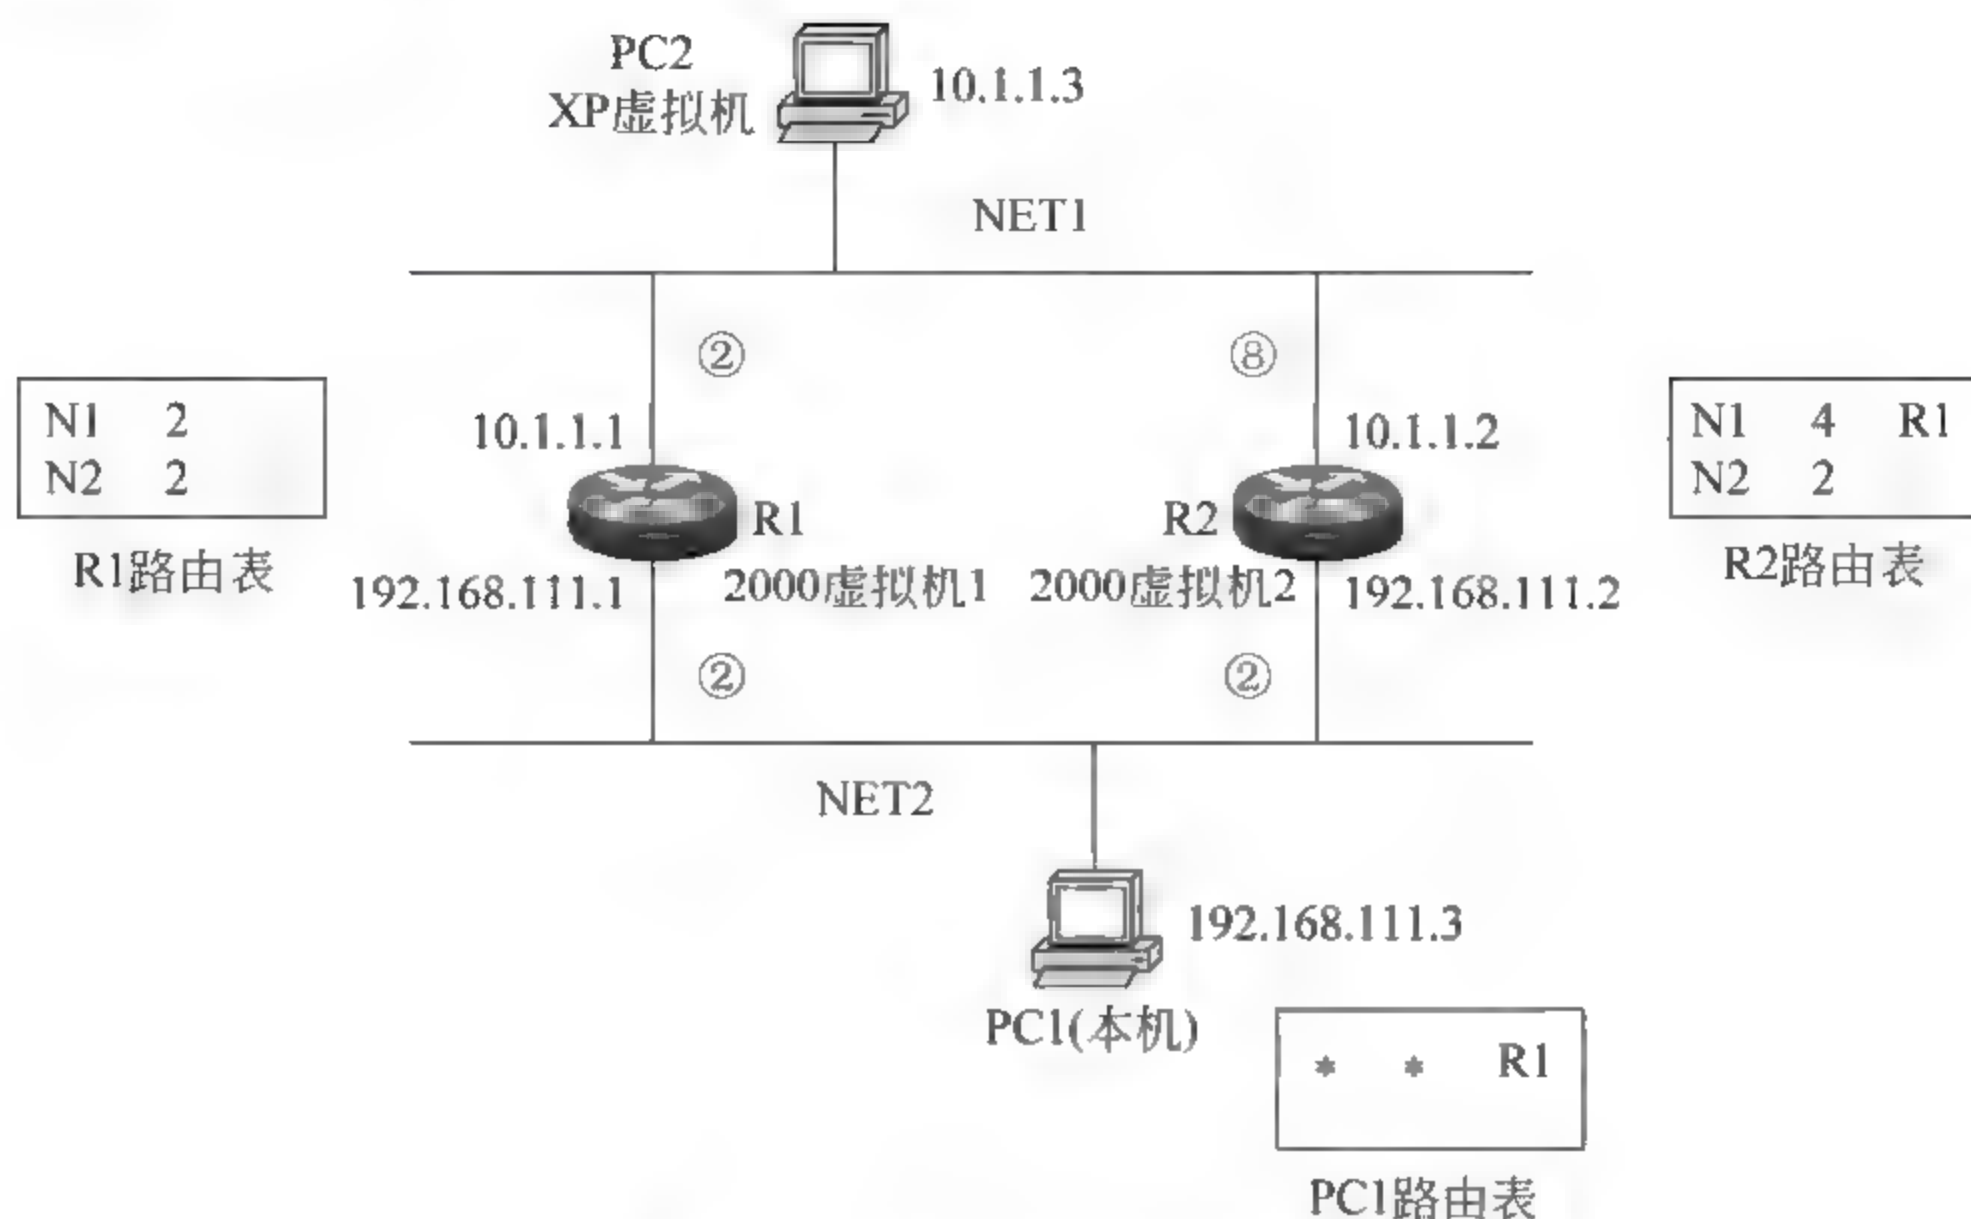 PC2
XP虚拟机
10.1.1.3
NET1
②
⑧
N1 2
N2 2
R1路由表
10.1.1.1
10.1.1.2
N1 4 R1
N2 2
R2路由表
R1
R2
192.168.111.1
2000虚拟机1
2000虚拟机2
192.168.111.2
②
②
NET2
192.168.111.3
PC1(本机)
* * R1
PC1路由表